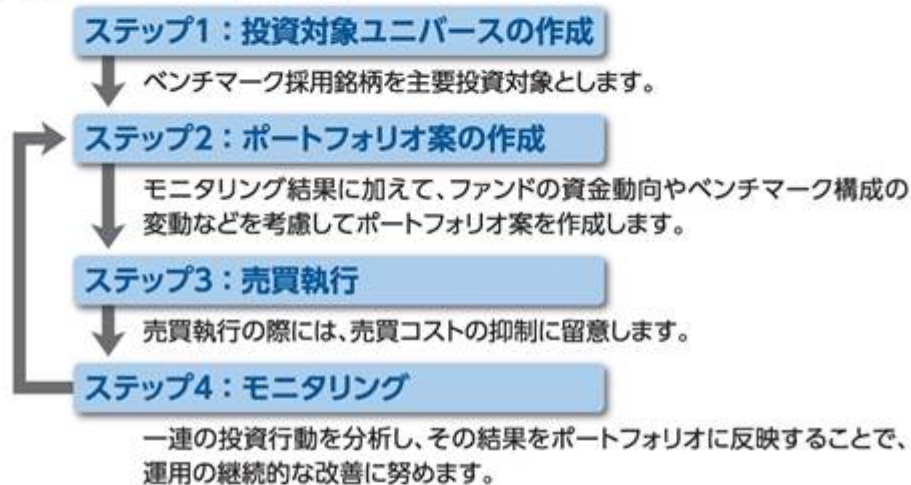 ステップ1：投資対象ユニバースの作成
ベンチマーク採用銘柄を主要投資対象とします。
ステップ2：ポートフォリオ案の作成
モニタリング結果に加えて、ファンドの資金動向やベンチマーク構成の
変動などを考慮してポートフォリオ案を作成します。
ステップ3：売買執行
売買執行の際には、売買コストの抑制に留意します。
ステップ4：モニタリング
一連の投資行動を分析し、その結果をポートフォリオに反映することで、
運用の継続的な改善に努めます。